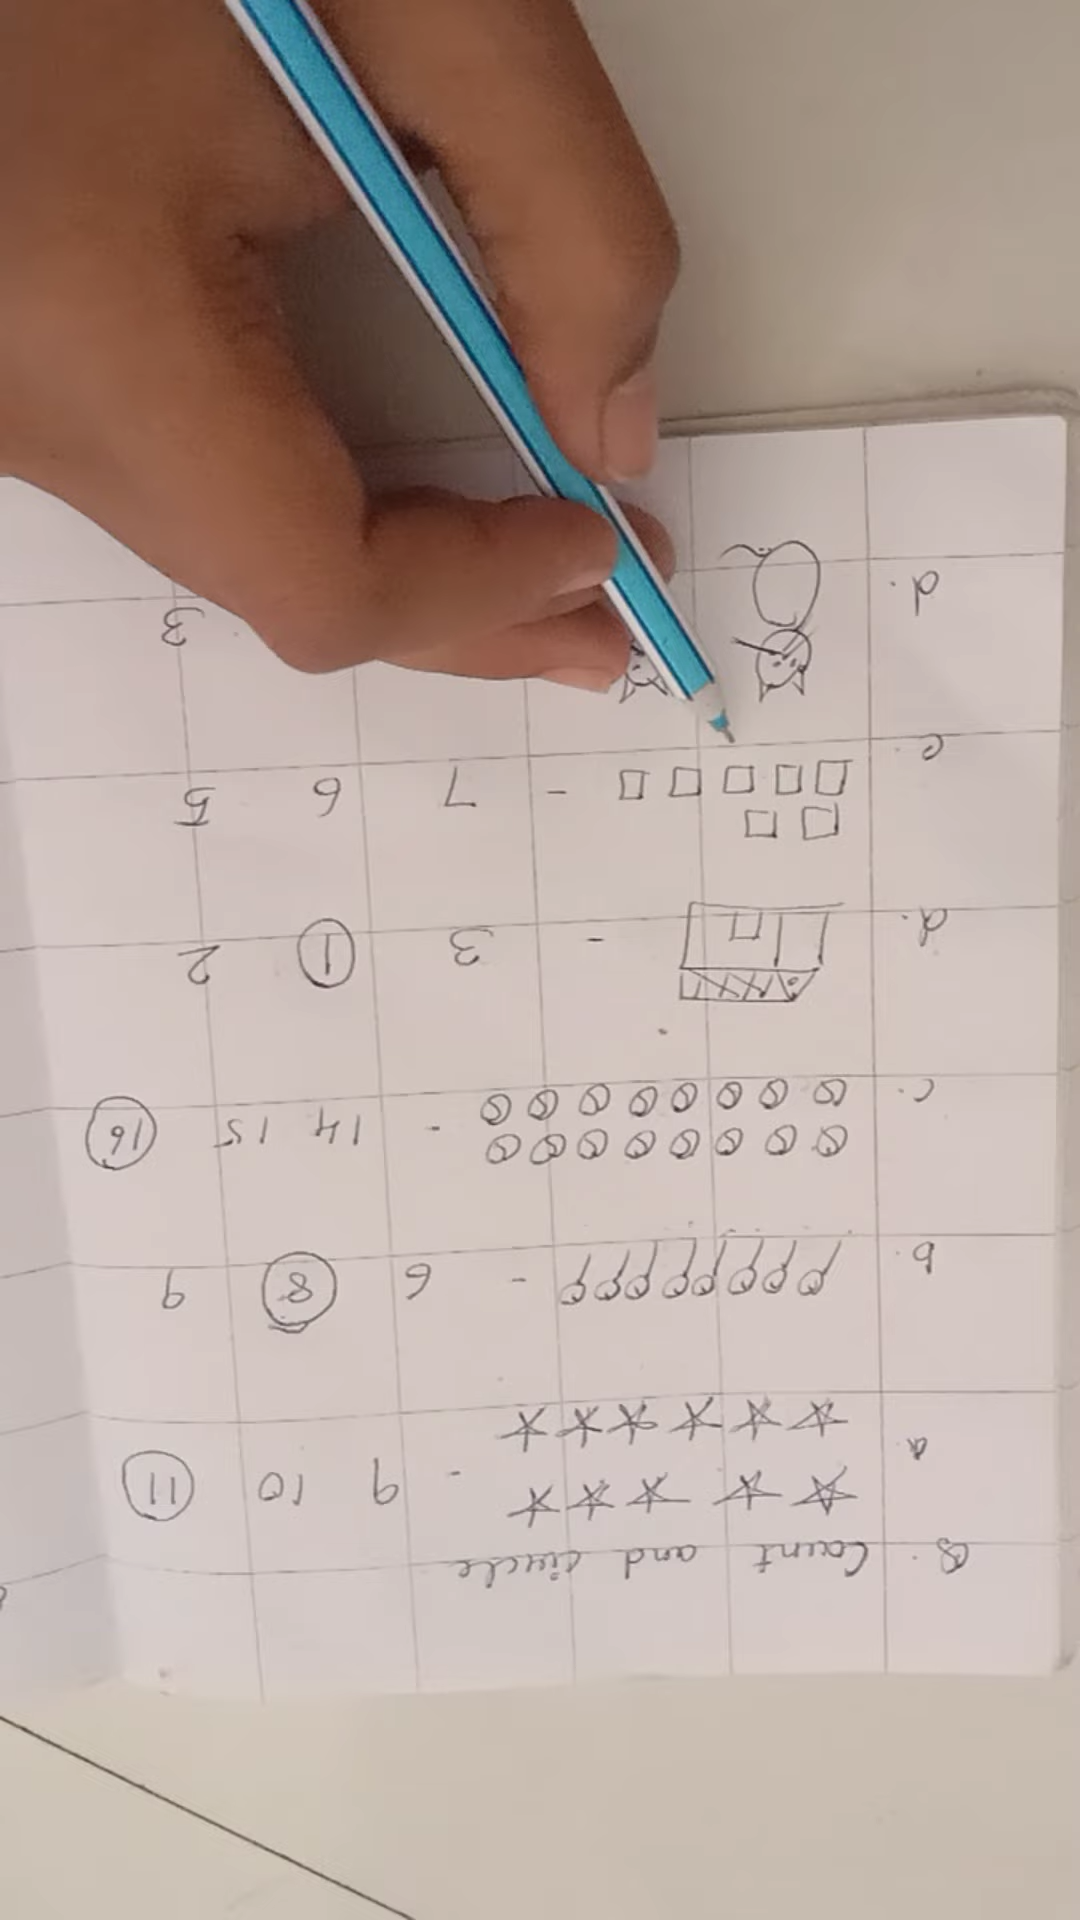 Q. Count and circle
a. - 9 10 11
b. - 6 8 9
c. - 14 15 16
d. - 3 1 2
e. - 7 6 5
d. 3